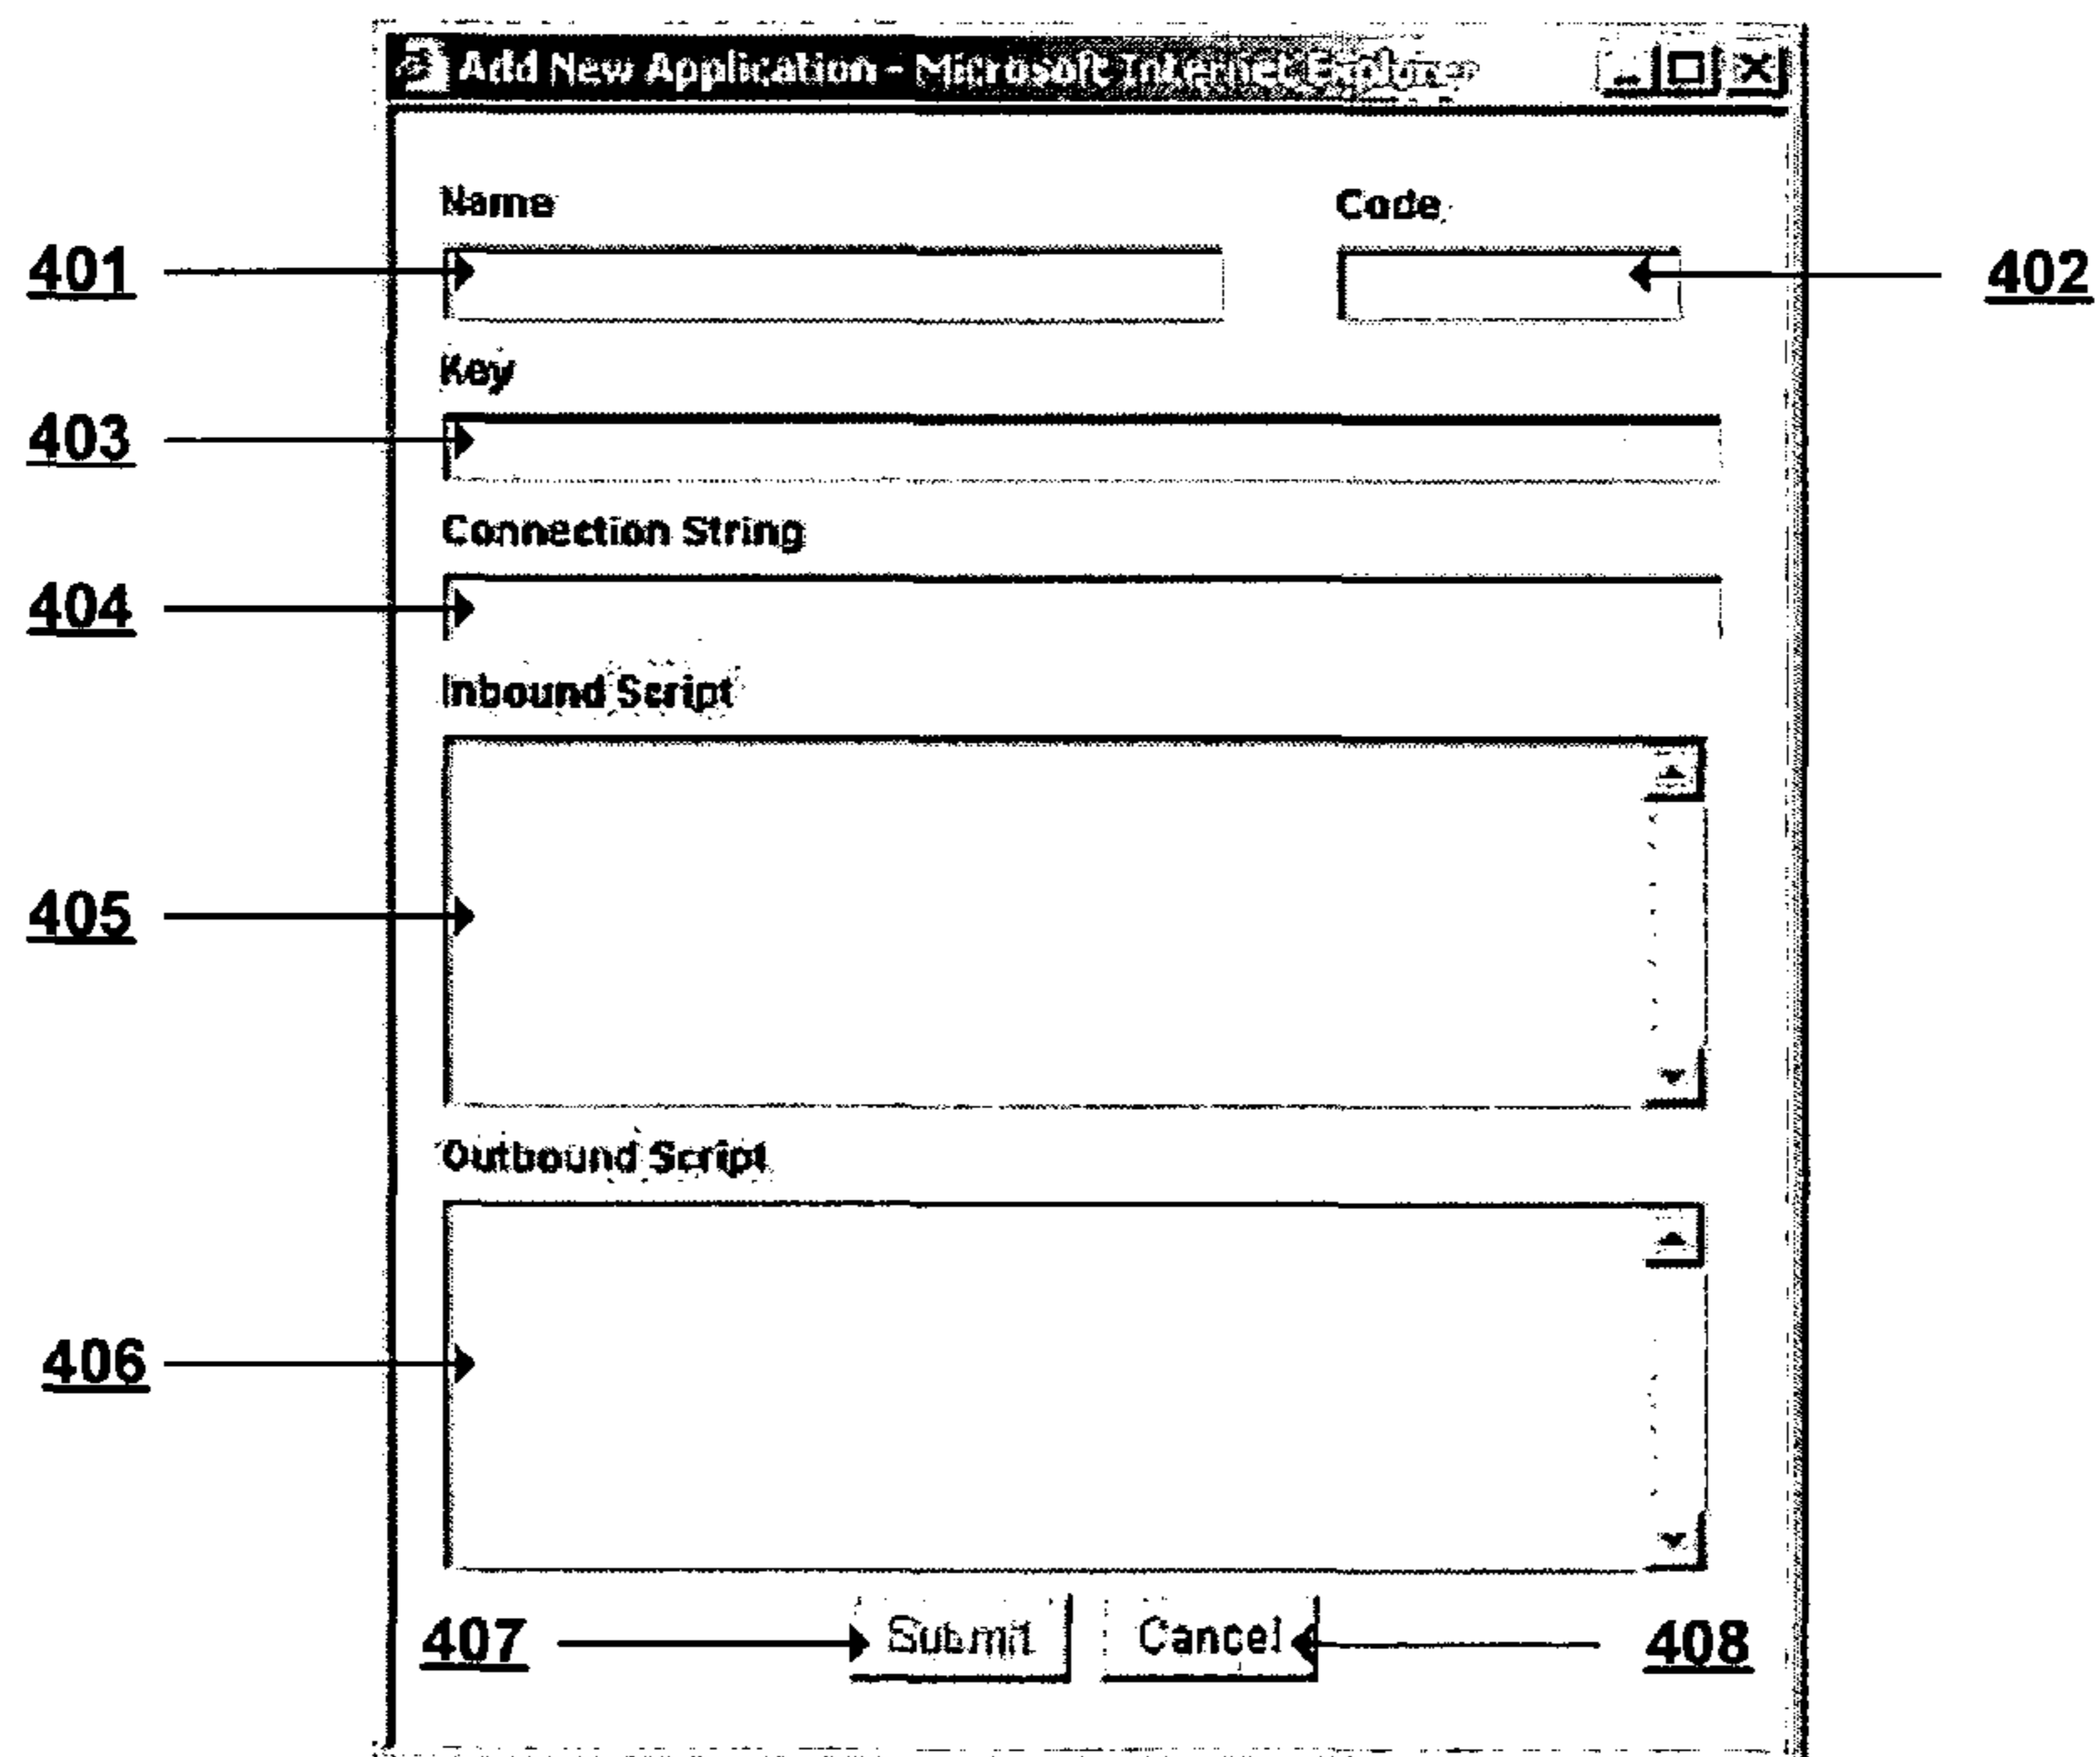 Add New Application - Microsoft Internet Explorer
Name Code
401 402
Key
403
Connection String
404
Inbound Script
405
Outbound Script
406
407 Submit Cancel 408